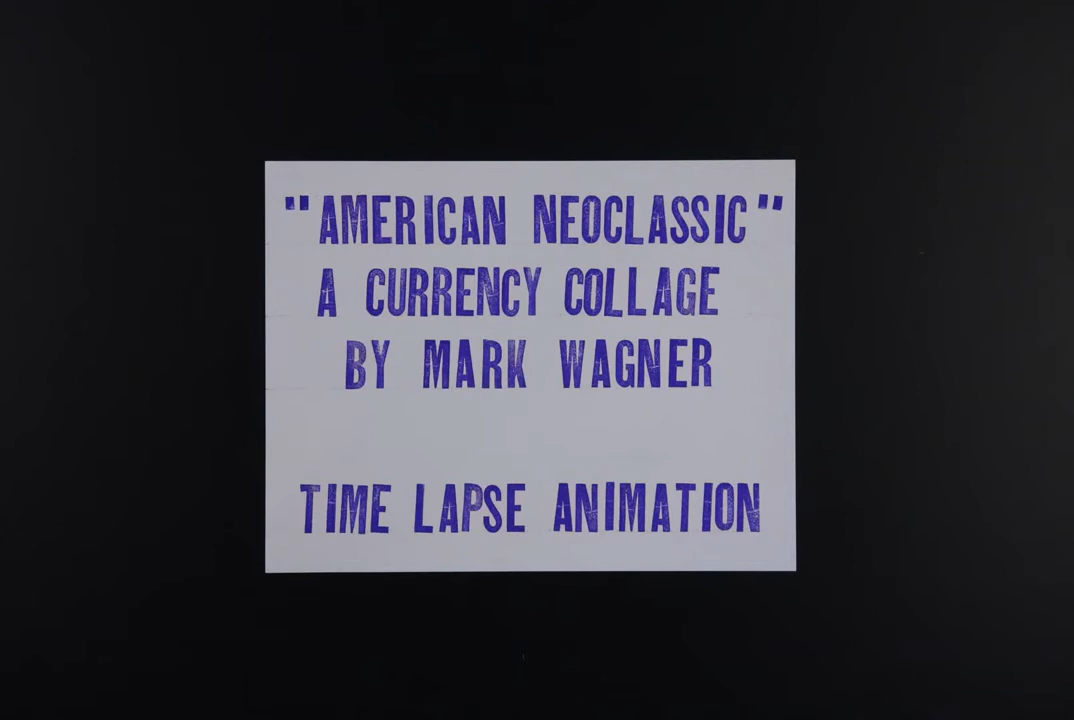 "AMERICAN NEOCLASSIC"
A CURRENCY COLLAGE
BY MARK WAGNER
TIME LAPSE ANIMATION